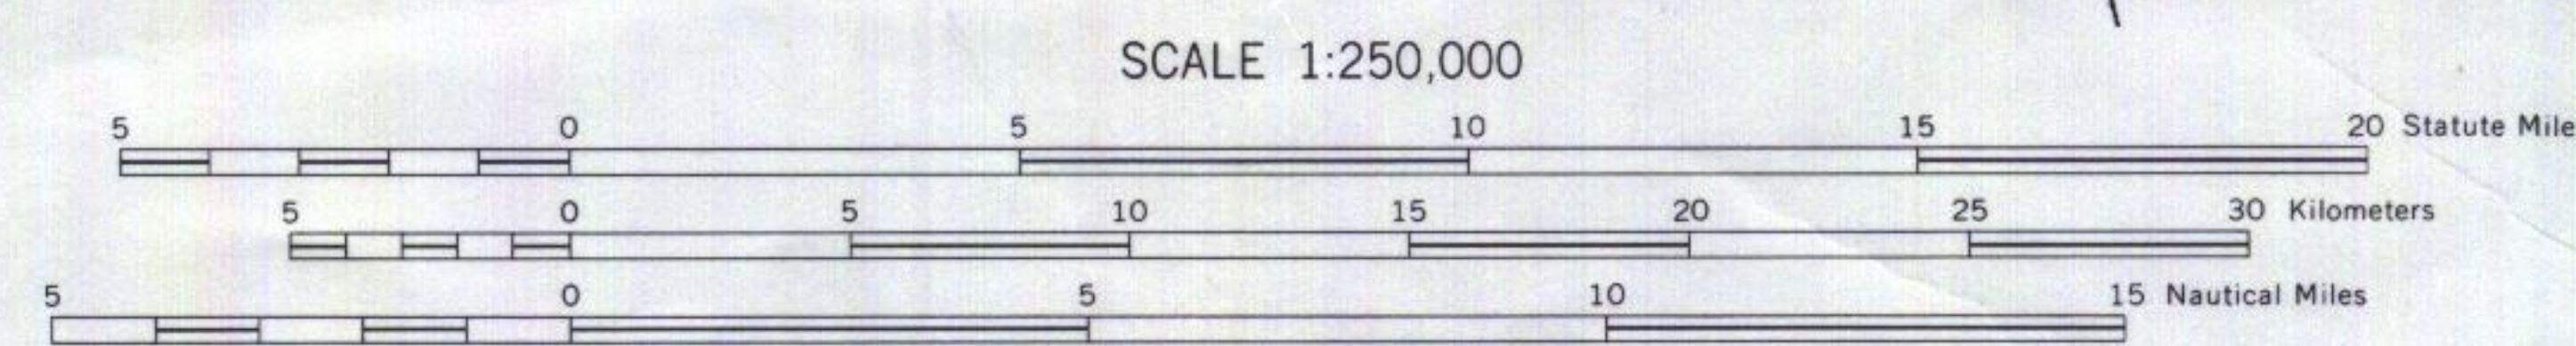 SCALE 1:250,000
5 0 5 10 15 20 Statute Mile
5 0 5 10 15 20 25 30 Kilometers
5 0 5 10 15 Nautical Miles